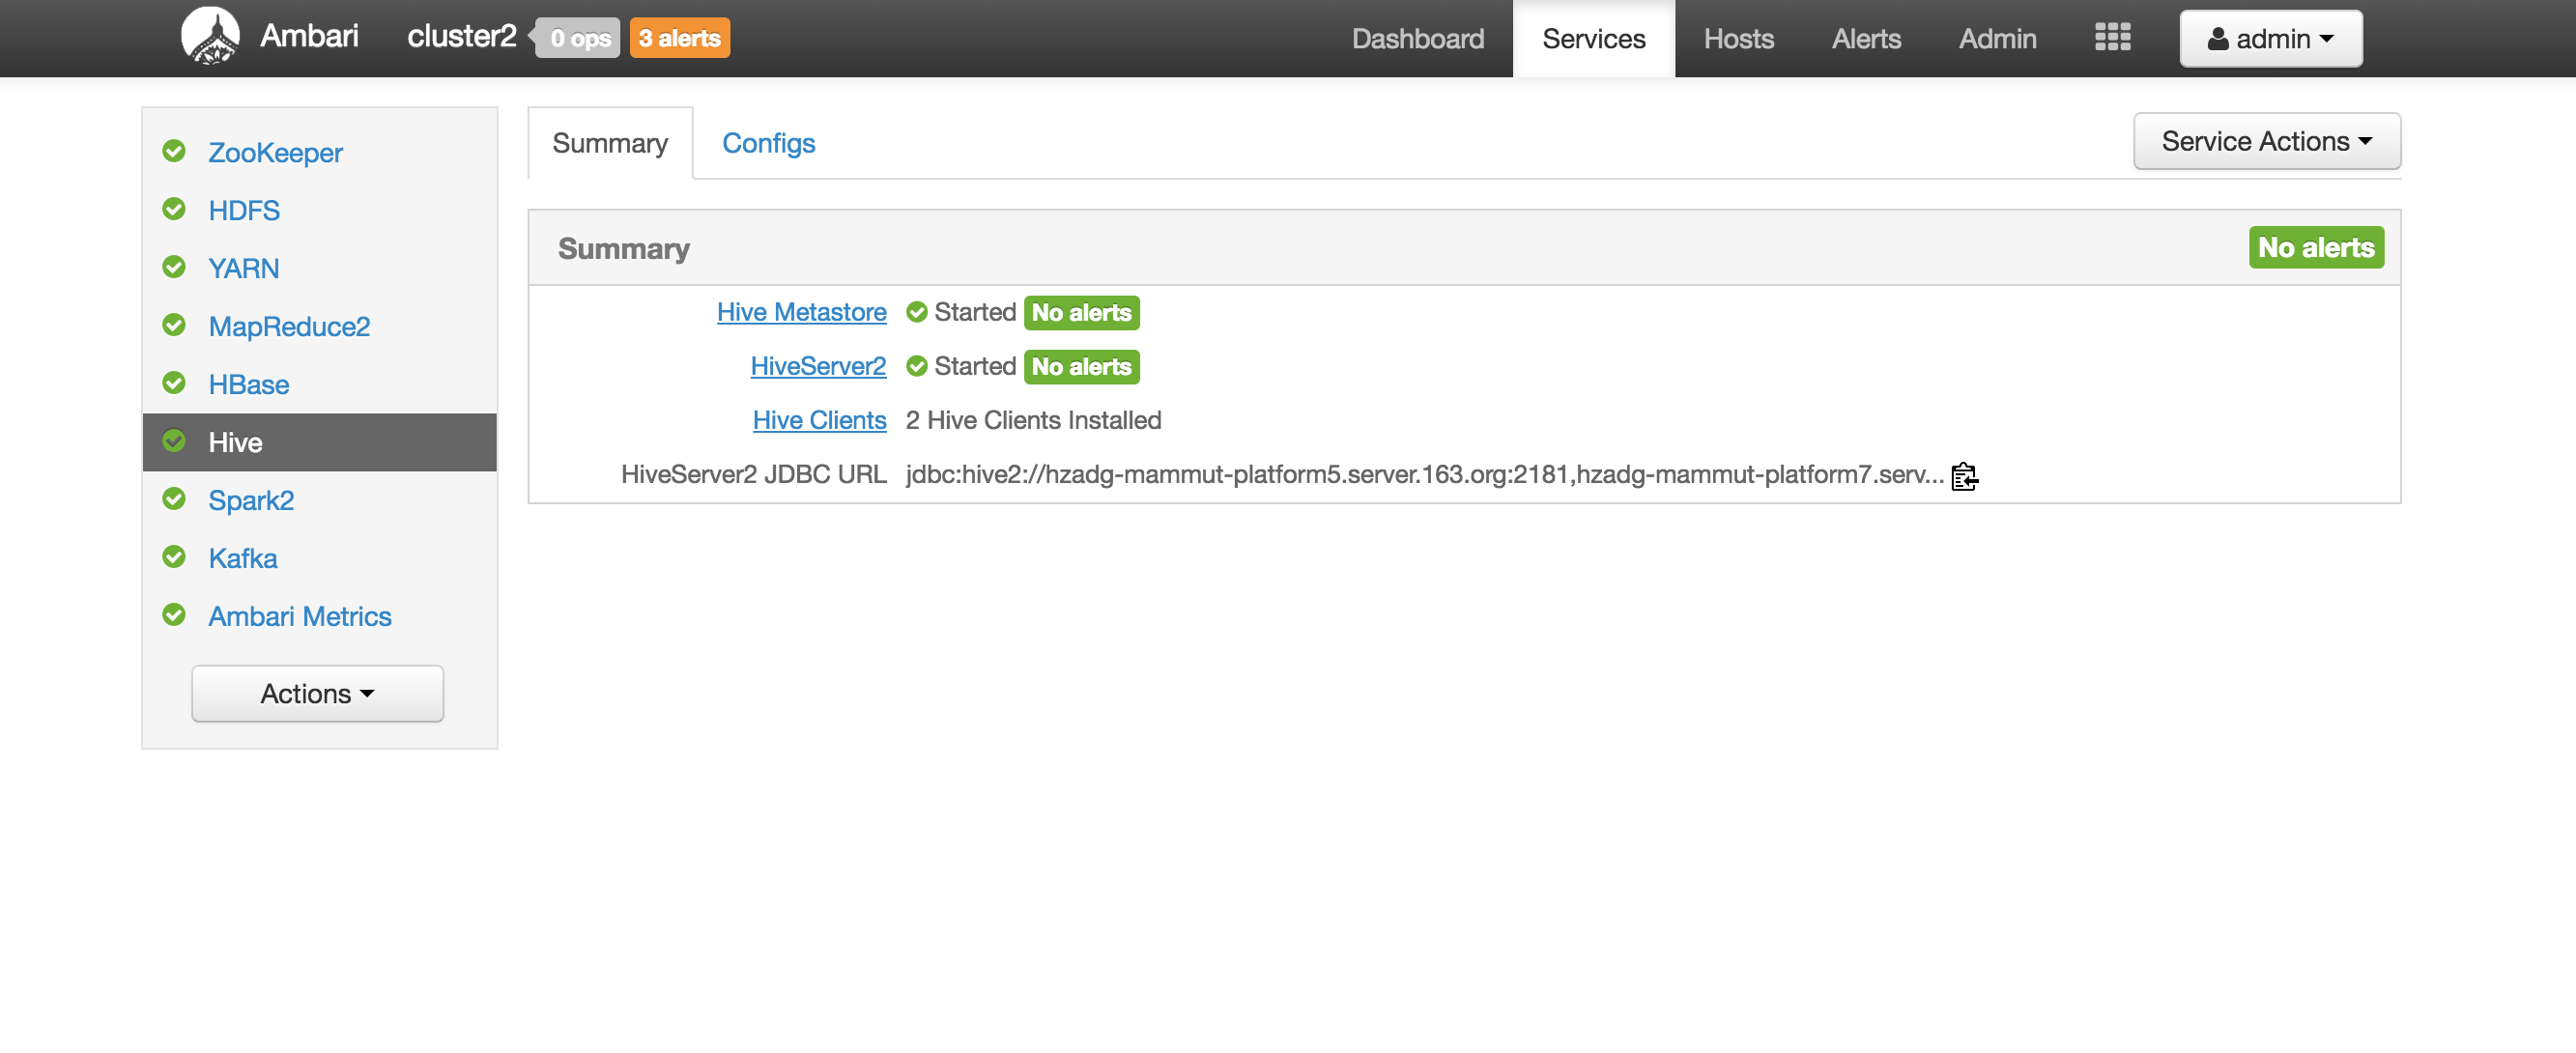 Ambari cluster2 0 ops 3 alerts Dashboard Services Hosts Alerts Admin admin
ZooKeeper
HDFS
YARN
MapReduce2
HBase
Hive
Spark2
Kafka
Ambari Metrics
Actions
Summary Configs Service Actions
Summary No alerts
Hive Metastore Started No alerts
HiveServer2 Started No alerts
Hive Clients 2 Hive Clients Installed
HiveServer2 JDBC URL jdbc:hive2://hzadg-mammut-platform5.server.163.org:2181,hzadg-mammut-platform7.serv...